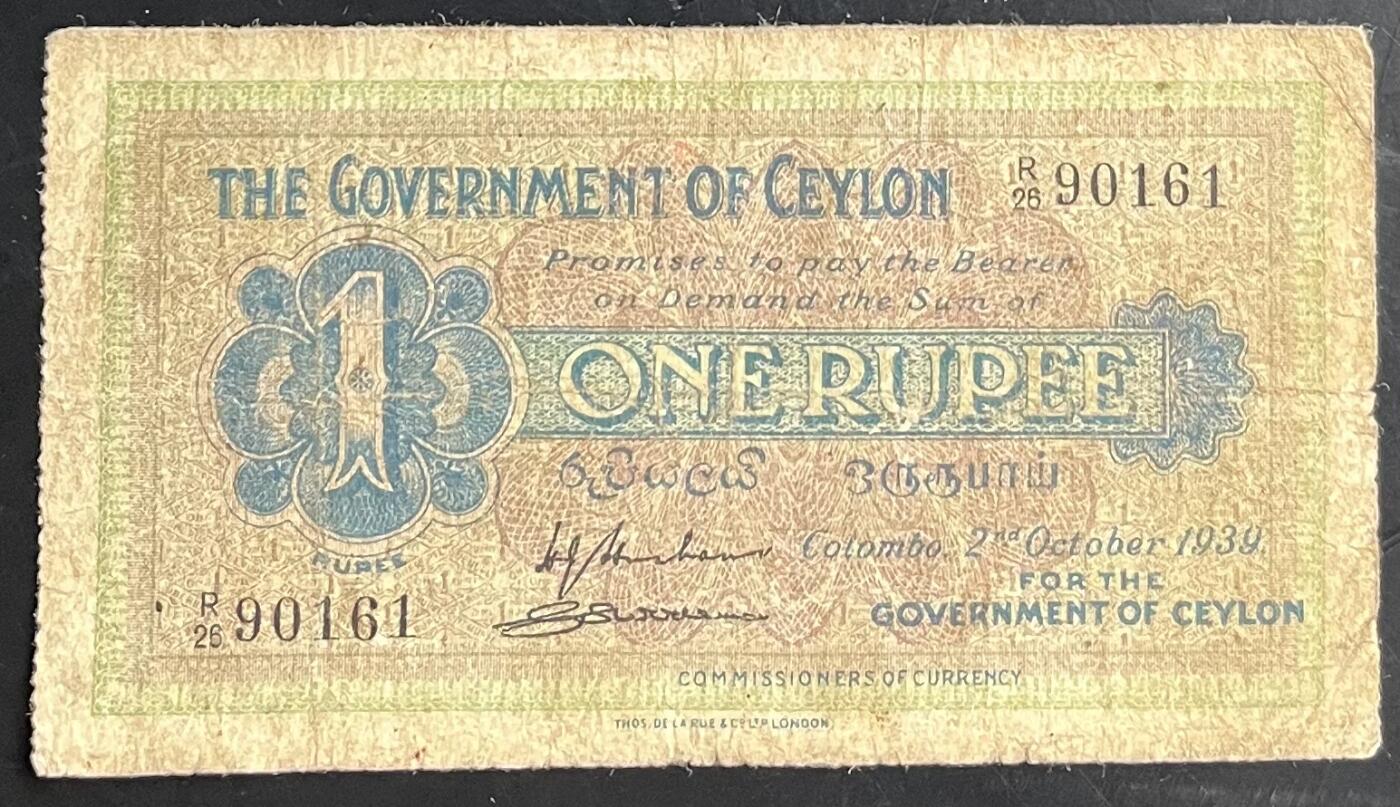 THE GOVERNMENT OF CEYLON R/26 90161
Promises to pay the Bearer
on Demand the Sum of
1 ONE RUPEE
රුපියලයි ஒருரூபாய்
Colombo, 2nd October 1939.
RUPEE
FOR THE
R/26 90161 GOVERNMENT OF CEYLON
COMMISSIONERS OF CURRENCY
THOS. DE LA RUE & CO LTD LONDON.